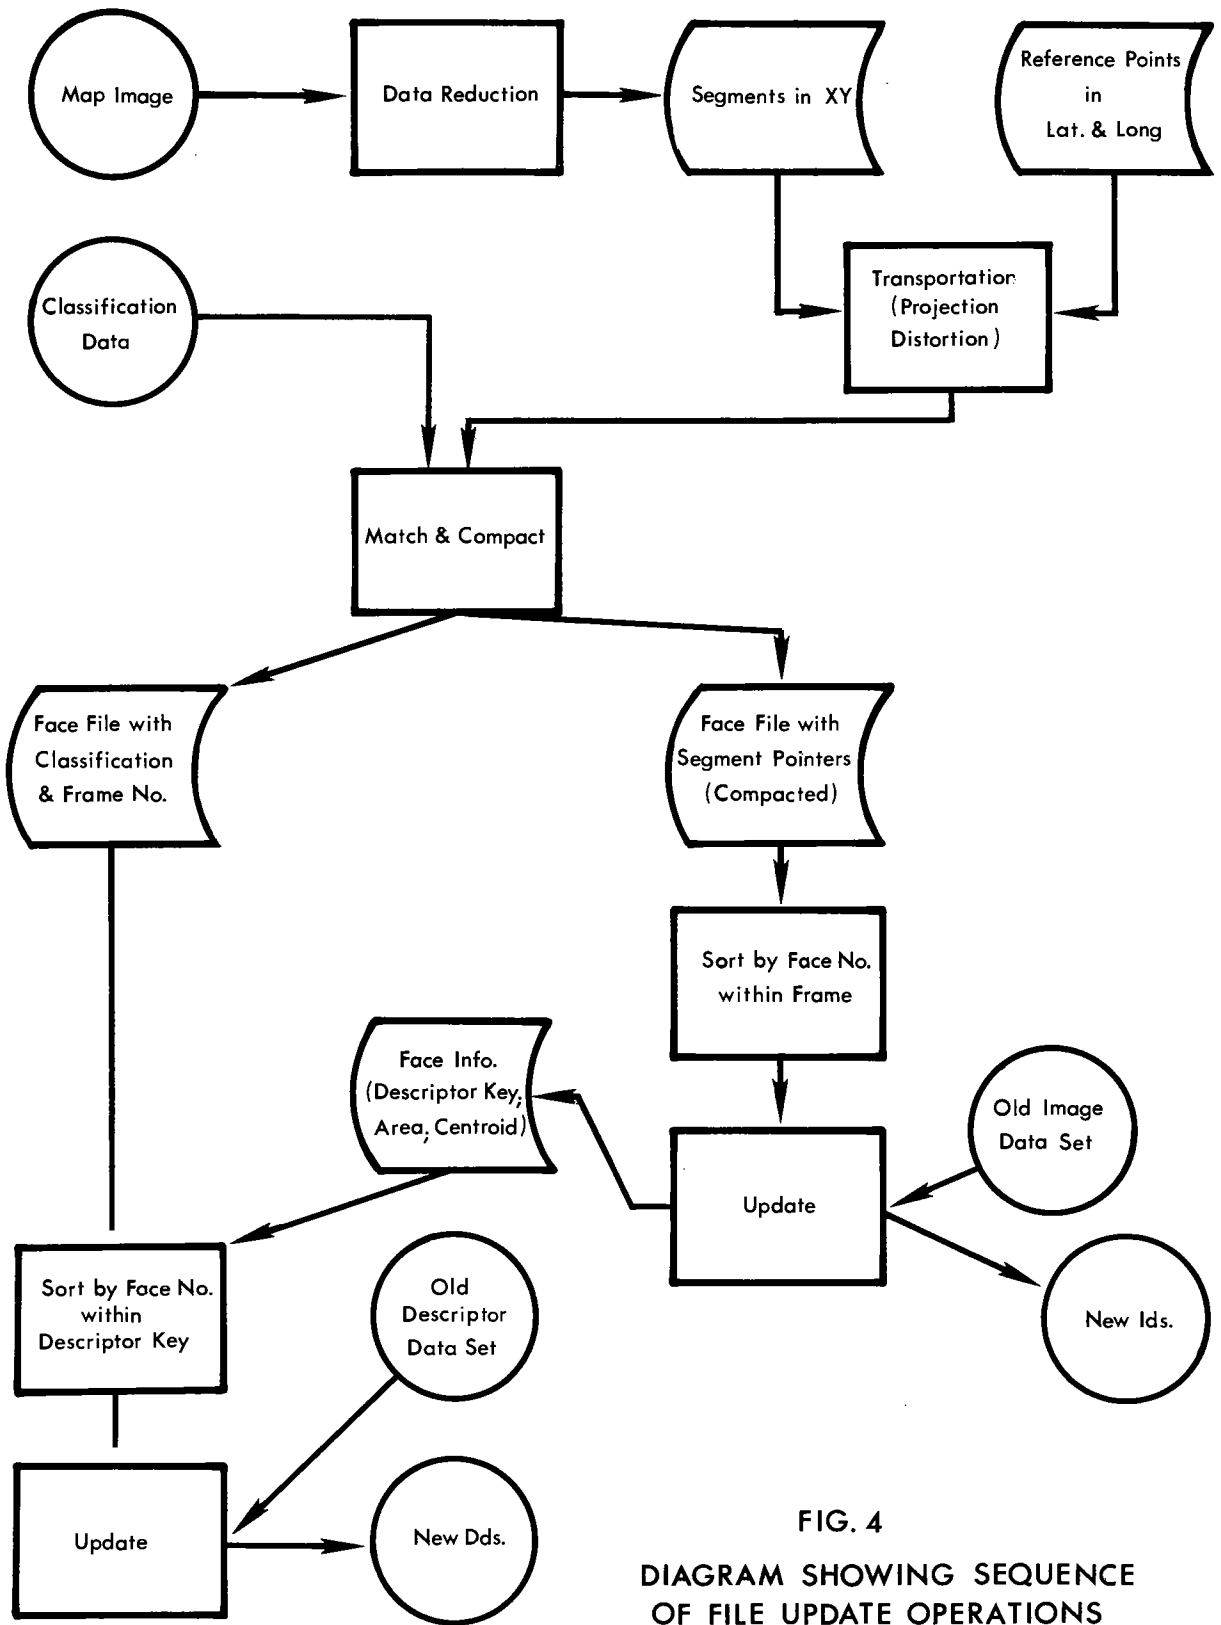 Map Image
Data Reduction
Segments in XY
Reference Points
in
Lat. & Long
Classification
Data
Transportation
(Projection
Distortion)
Match & Compact
Face File with
Classification
& Frame No.
Face File with
Segment Pointers
(Compacted)
Sort by Face No.
within Frame
Face Info.
(Descriptor Key;
Area; Centroid)
Old Image
Data Set
Update
New Ids.
Sort by Face No.
within
Descriptor Key
Old
Descriptor
Data Set
Update
New Dds.
FIG. 4
DIAGRAM SHOWING SEQUENCE
OF FILE UPDATE OPERATIONS